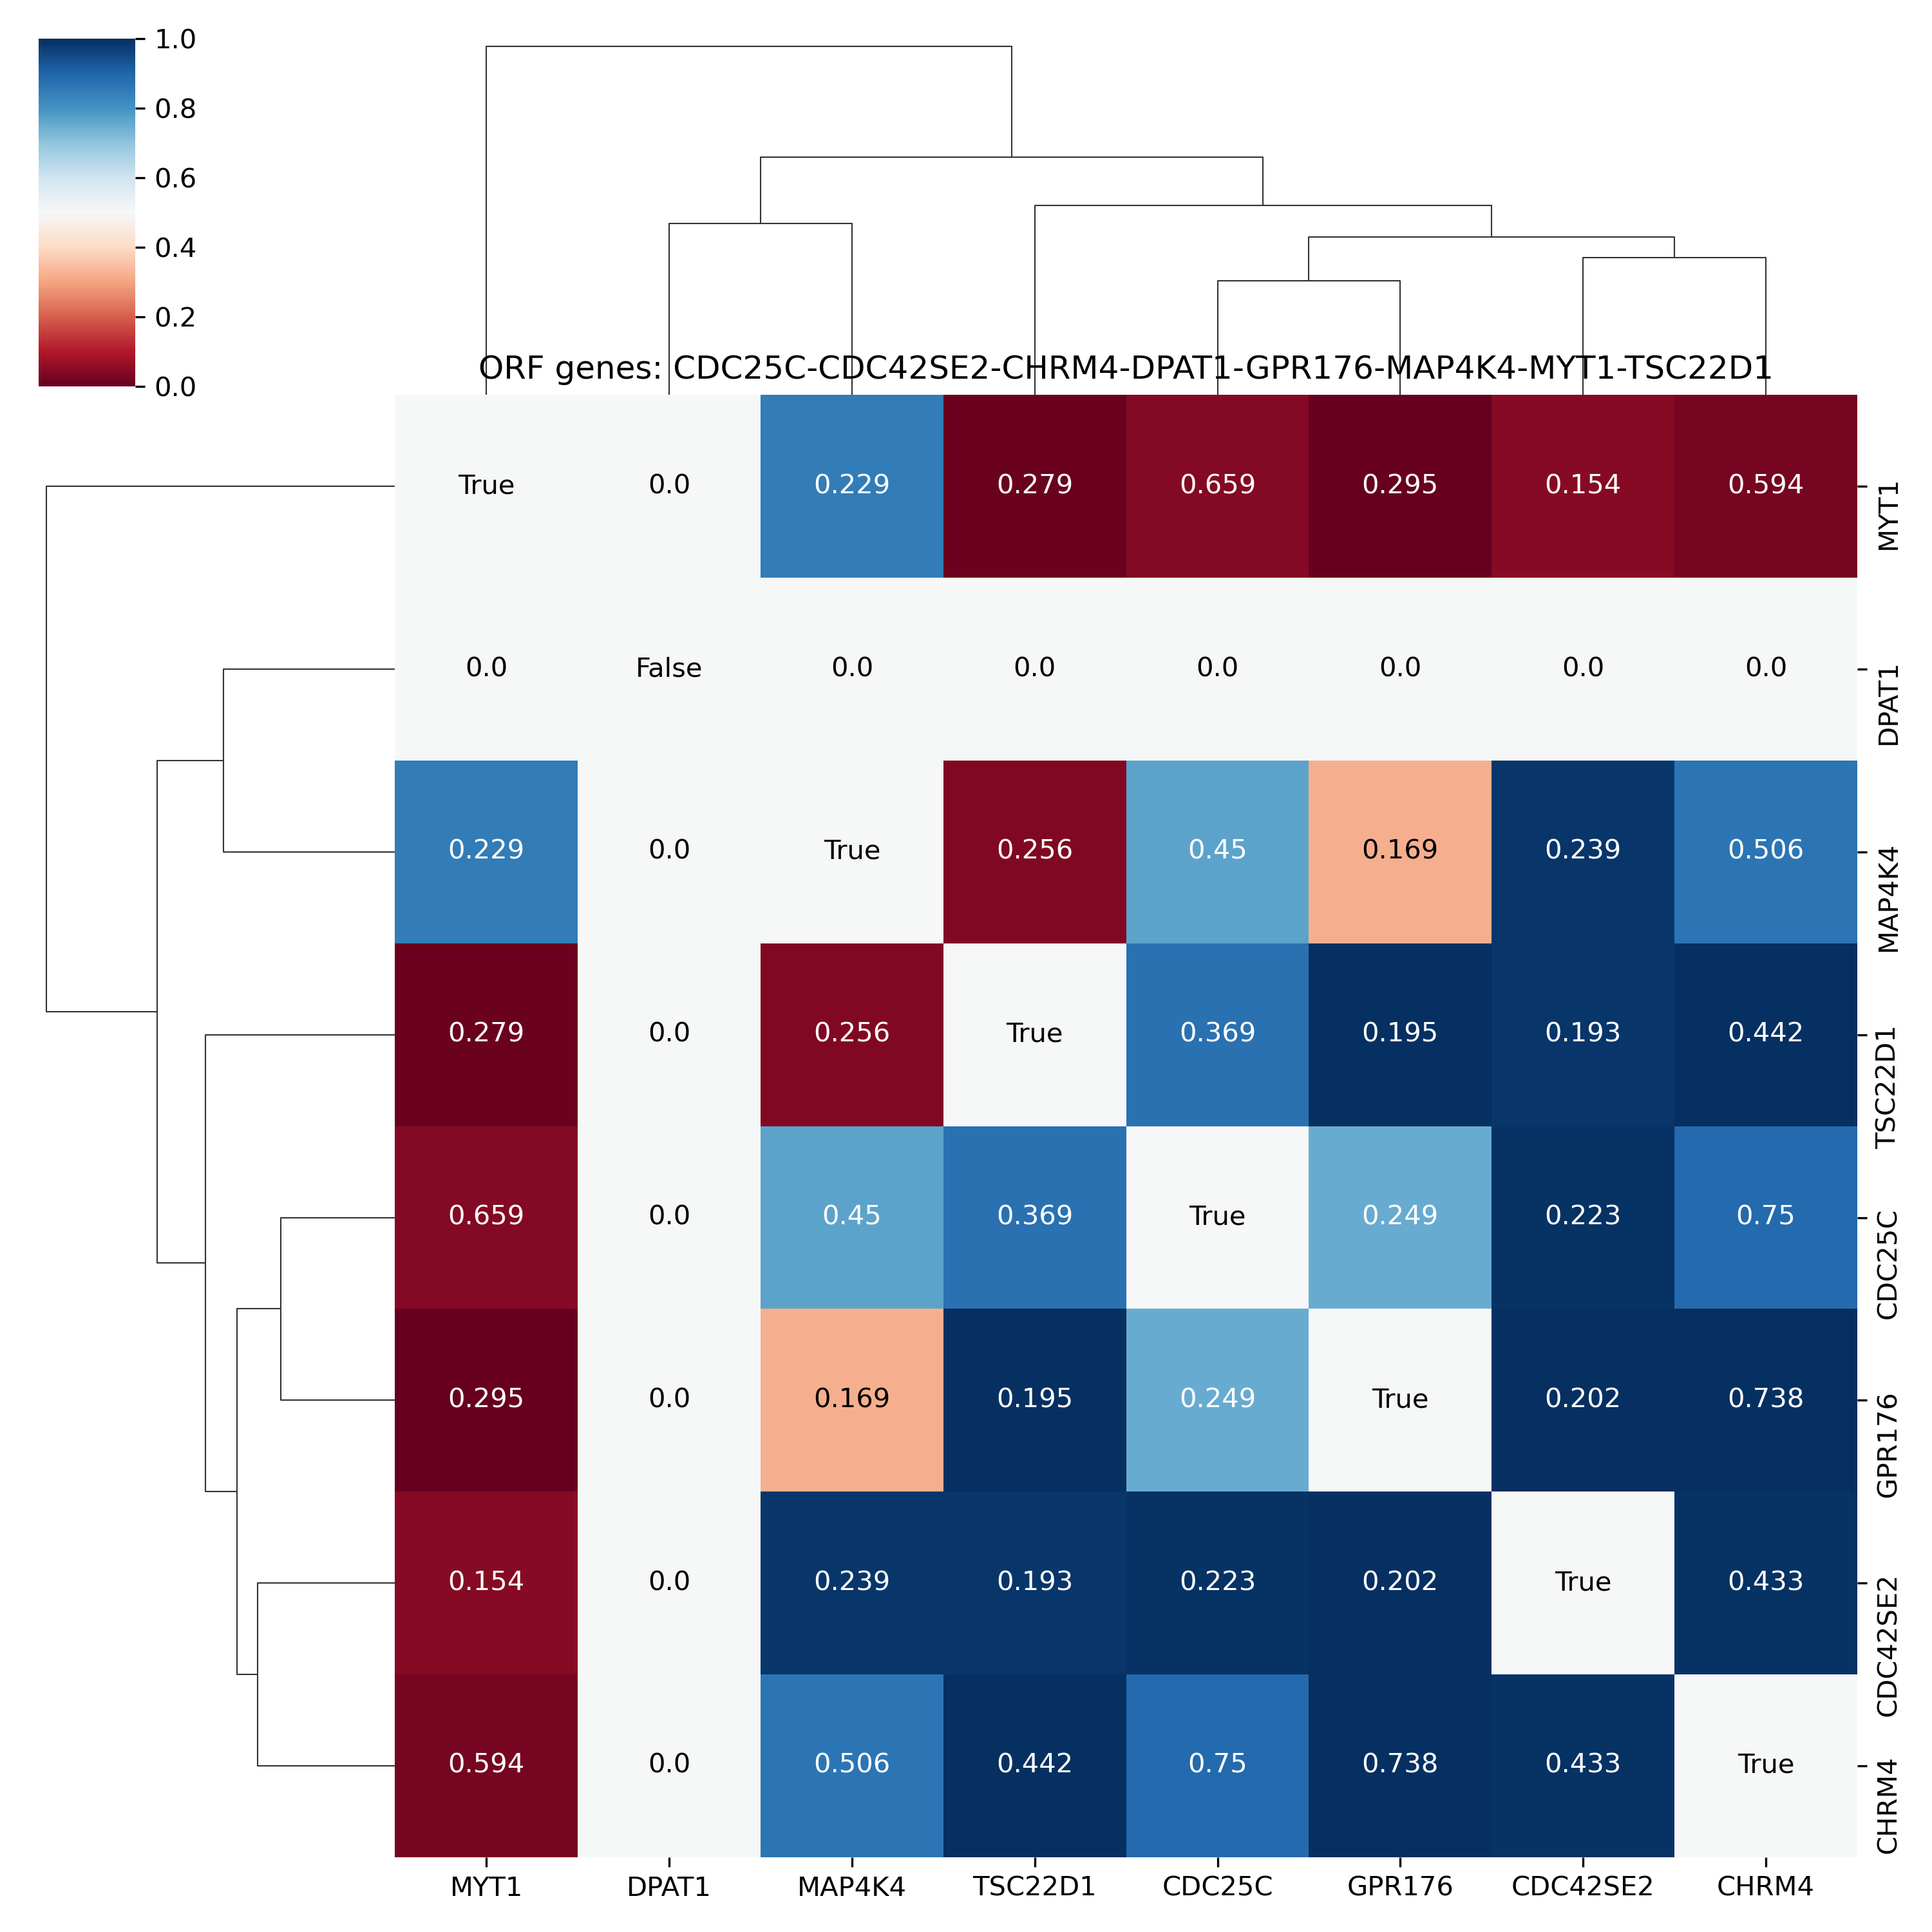 1.0
0.8
0.6
0.4
0.2
0.0
ORF genes: CDC25C-CDC42SE2-CHRM4-DPAT1-GPR176-MAP4K4-MYT1-TSC22D1
True 0.0 0.229 0.279 0.659 0.295 0.154 0.594 MYT1
0.0 False 0.0 0.0 0.0 0.0 0.0 0.0 DPAT1
0.229 0.0 True 0.256 0.45 0.169 0.239 0.506 MAP4K4
0.279 0.0 0.256 True 0.369 0.195 0.193 0.442 TSC22D1
0.659 0.0 0.45 0.369 True 0.249 0.223 0.75 CDC25C
0.295 0.0 0.169 0.195 0.249 True 0.202 0.738 GPR176
0.154 0.0 0.239 0.193 0.223 0.202 True 0.433 CDC42SE2
0.594 0.0 0.506 0.442 0.75 0.738 0.433 True CHRM4
MYT1 DPAT1 MAP4K4 TSC22D1 CDC25C GPR176 CDC42SE2 CHRM4